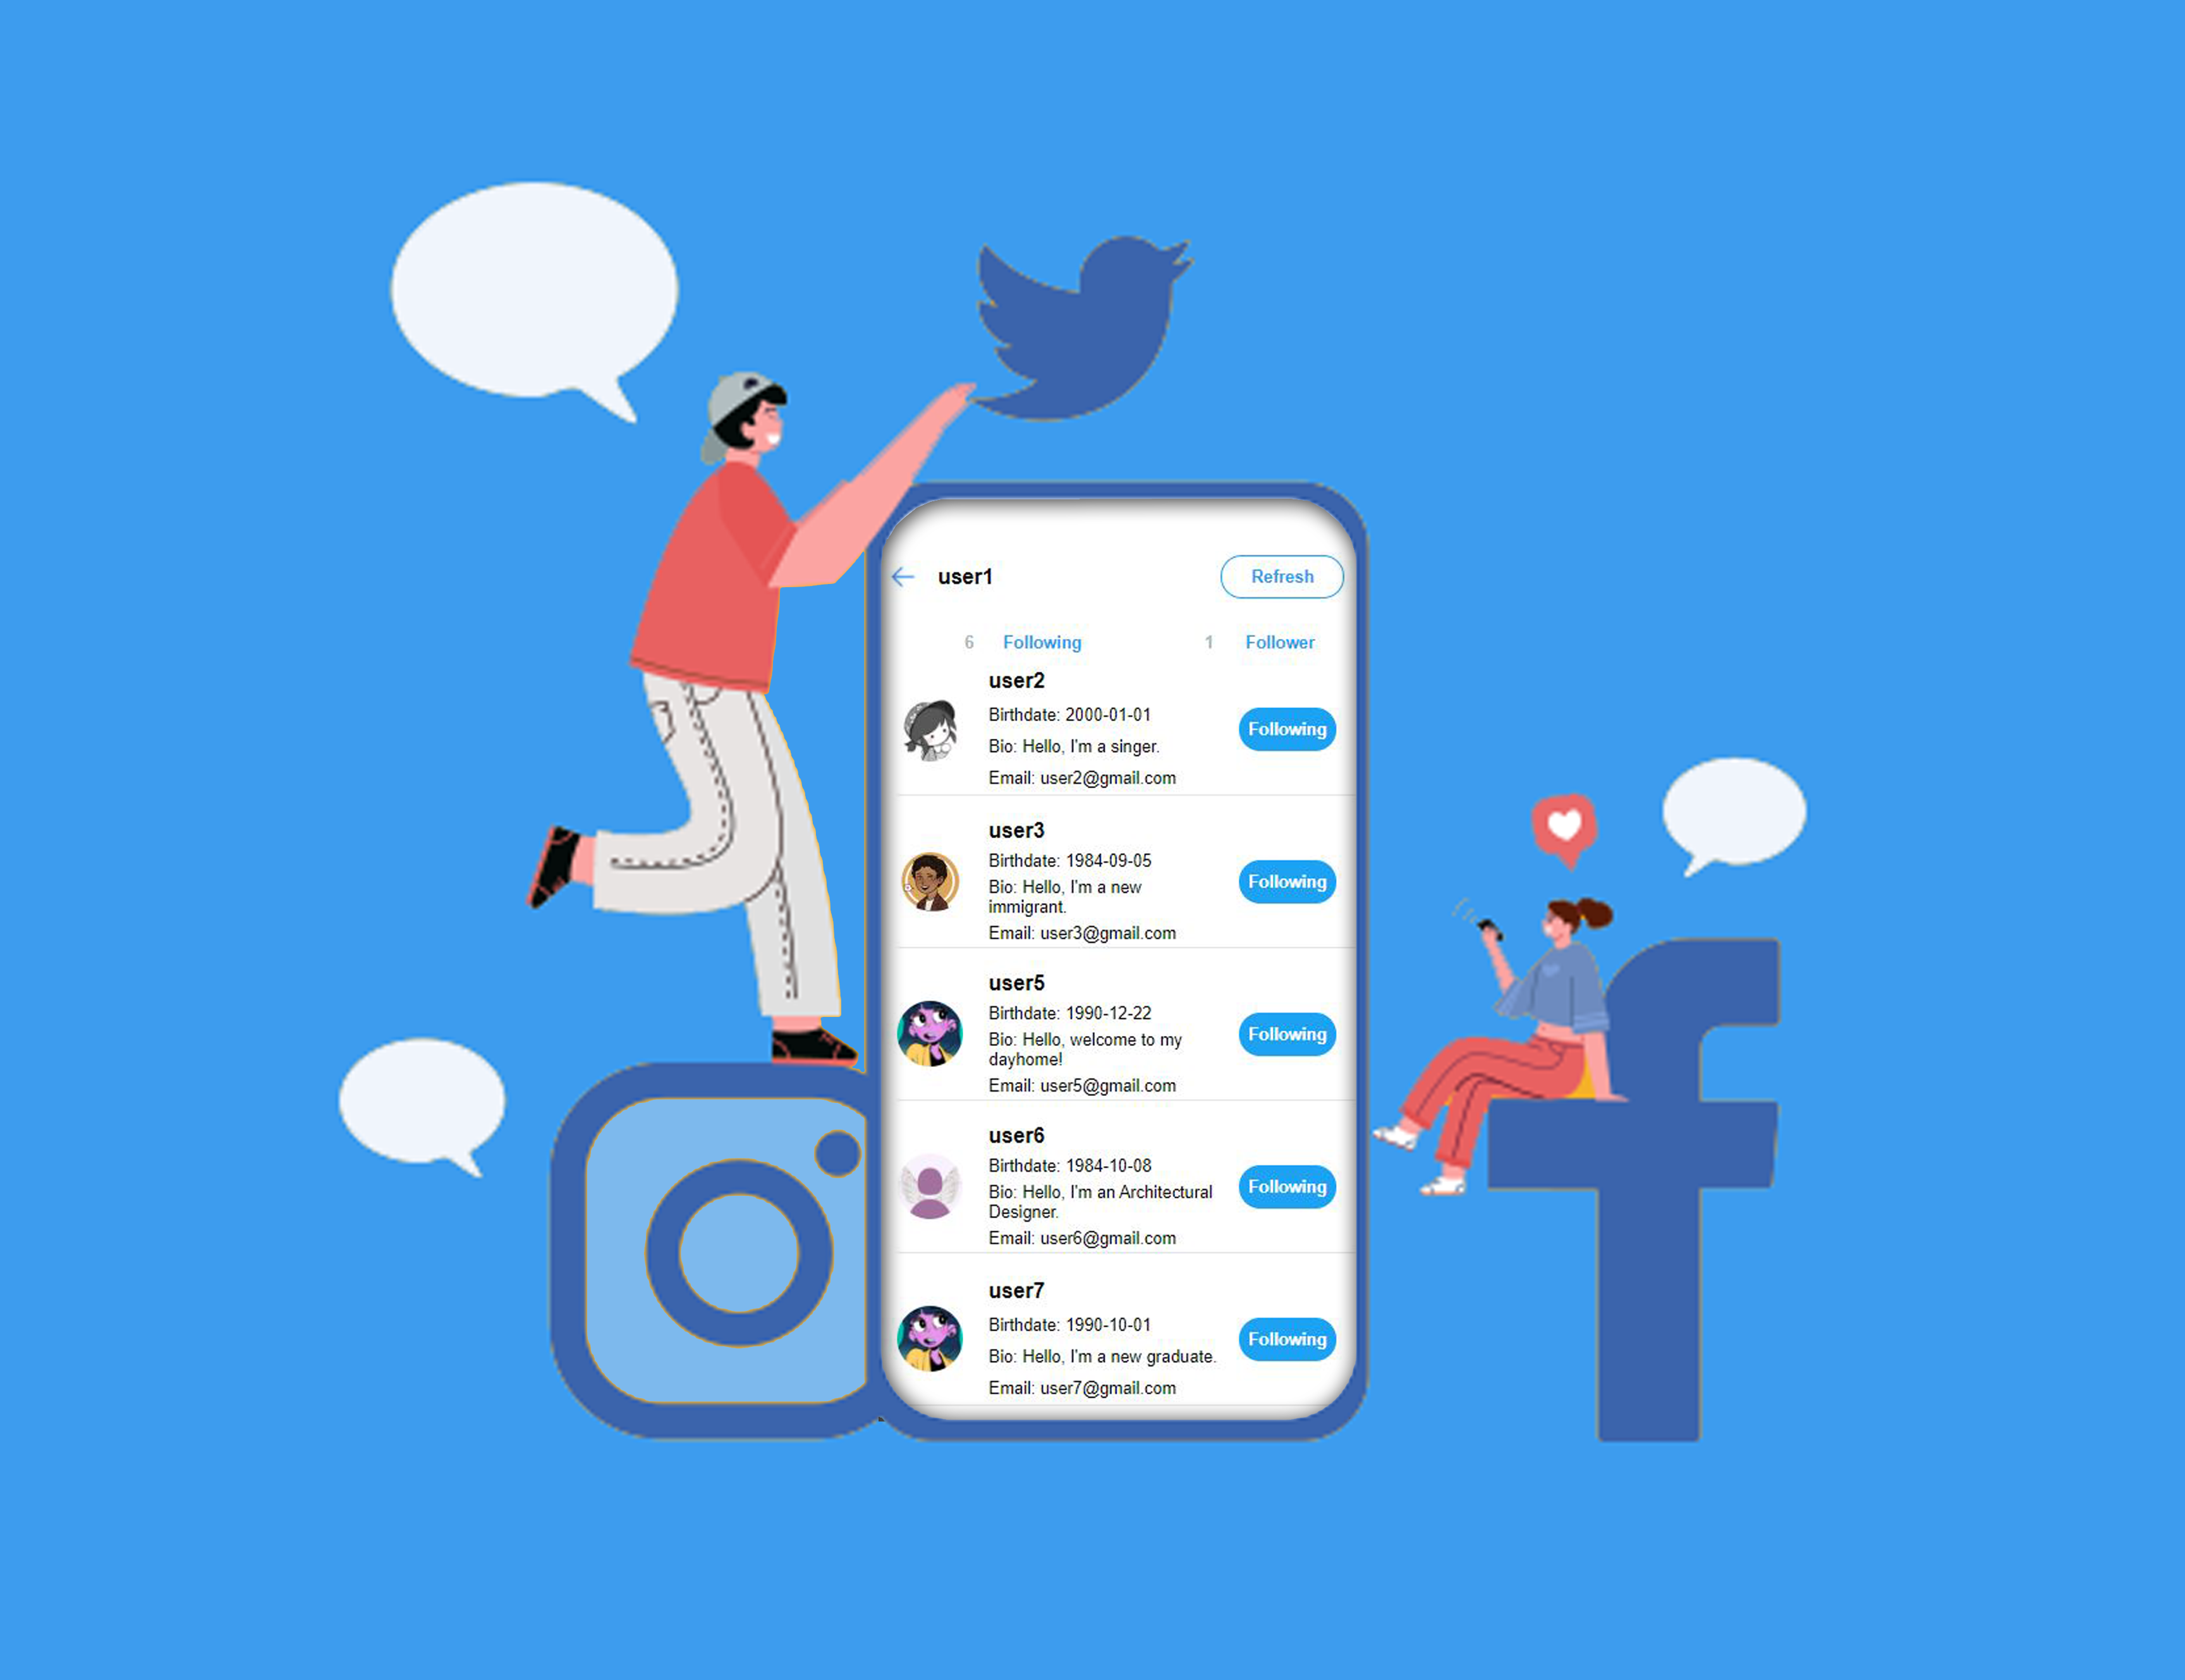 user1 Refresh
6 Following 1 Follower
user2
Birthdate: 2000-01-01
Bio: Hello, I'm a singer.
Email: user2@gmail.com
Following
user3
Birthdate: 1984-09-05
Bio: Hello, I'm a new
immigrant.
Email: user3@gmail.com
Following
user5
Birthdate: 1990-12-22
Bio: Hello, welcome to my
dayhome!
Email: user5@gmail.com
Following
user6
Birthdate: 1984-10-08
Bio: Hello, I'm an Architectural
Designer.
Email: user6@gmail.com
Following
user7
Birthdate: 1990-10-01
Bio: Hello, I'm a new graduate.
Email: user7@gmail.com
Following